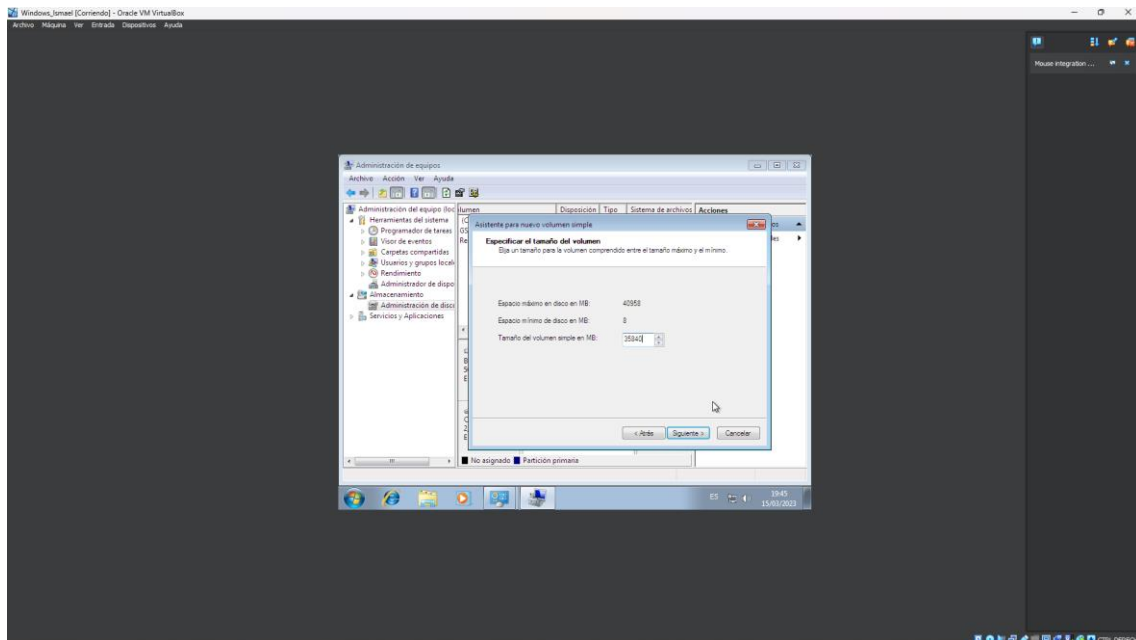 Windows_Ismael [Corriendo] - Oracle VM VirtualBox
Archivo Máquina Ver Entrada Dispositivos Ayuda
Mouse integration ...
Administración de equipos
Archivo Acción Ver Ayuda
Administración del equipo (loc
Herramientas del sistema
Programador de tareas
Visor de eventos
Carpetas compartidas
Usuarios y grupos locale
Rendimiento
Administrador de dispo
Almacenamiento
Administración de disco
Servicios y Aplicaciones
lumen Disposición Tipo Sistema de archivos Acciones
Asistente para nuevo volumen simple
Especificar el tamaño del volumen
Elija un tamaño para la volumen comprendido entre el tamaño máximo y el mínimo.
Espacio máximo en disco en MB: 40958
Espacio mínimo de disco en MB: 8
Tamaño del volumen simple en MB: 35840
< Atrás Siguiente > Cancelar
No asignado Partición primaria
ES 19:45
15/03/2023